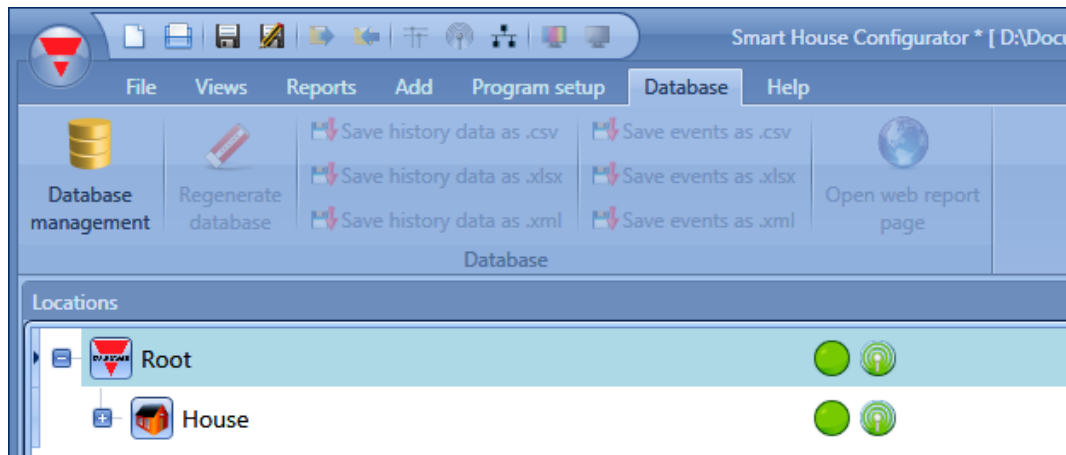 Smart House Configurator * [ D:\Docu
File Views Reports Add Program setup Database Help
Database management
Regenerate database
Save history data as .csv
Save history data as .xlsx
Save history data as .xml
Save events as .csv
Save events as .xlsx
Save events as .xml
Open web report page
Database
Locations
Root
House